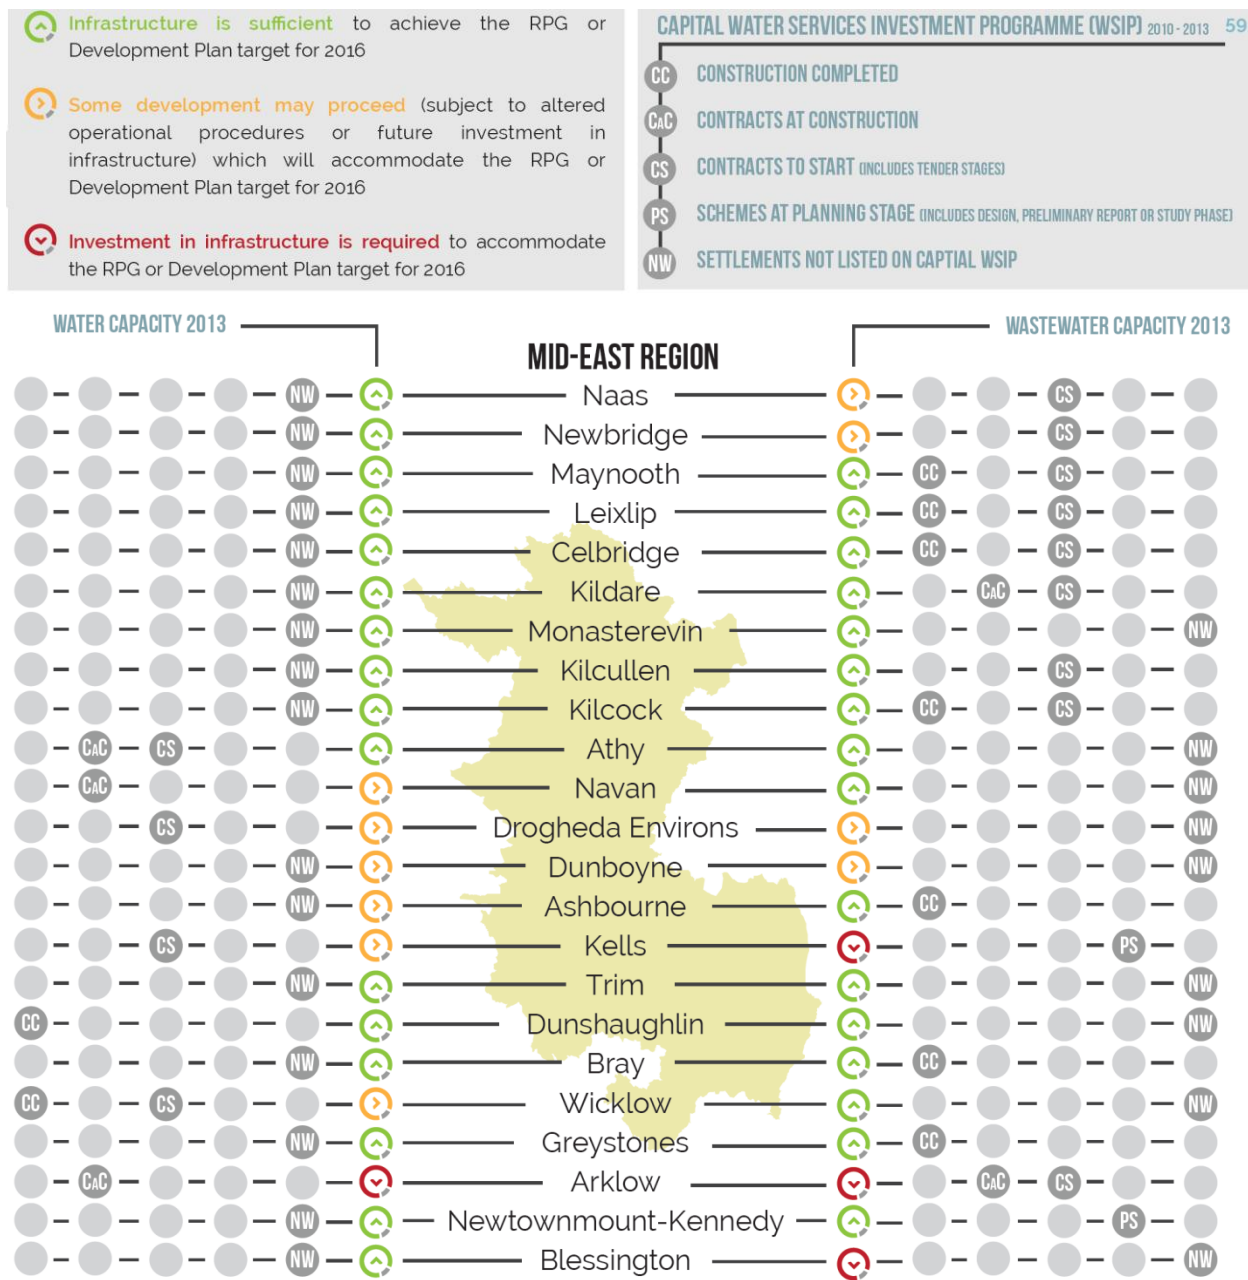 Infrastructure is sufficient to achieve the RPG or
Development Plan target for 2016
Some development may proceed (subject to altered
operational procedures or future investment in
infrastructure) which will accommodate the RPG or
Development Plan target for 2016
Investment in infrastructure is required to accommodate
the RPG or Development Plan target for 2016
CAPITAL WATER SERVICES INVESTMENT PROGRAMME (WSIP) 2010 - 2013 59
CC CONSTRUCTION COMPLETED
CAC CONTRACTS AT CONSTRUCTION
CS CONTRACTS TO START (INCLUDES TENDER STAGES)
PS SCHEMES AT PLANNING STAGE (INCLUDES DESIGN, PRELIMINARY REPORT OR STUDY PHASE)
NW SETTLEMENTS NOT LISTED ON CAPTIAL WSIP
WATER CAPACITY 2013
WASTEWATER CAPACITY 2013
MID-EAST REGION
NW Naas CS
NW Newbridge CS
NW Maynooth CC CS
NW Leixlip CC CS
NW Celbridge CC CS
NW Kildare CAC CS
NW Monasterevin NW
NW Kilcullen CS
NW Kilcock CC CS
CAC CS Athy NW
CAC Navan NW
CS Drogheda Environs NW
NW Dunboyne NW
NW Ashbourne CC
CS Kells PS
NW Trim NW
CC Dunshaughlin NW
NW Bray CC
CC CS Wicklow NW
NW Greystones CC
CAC Arklow CAC CS
NW Newtownmount-Kennedy PS
NW Blessington NW